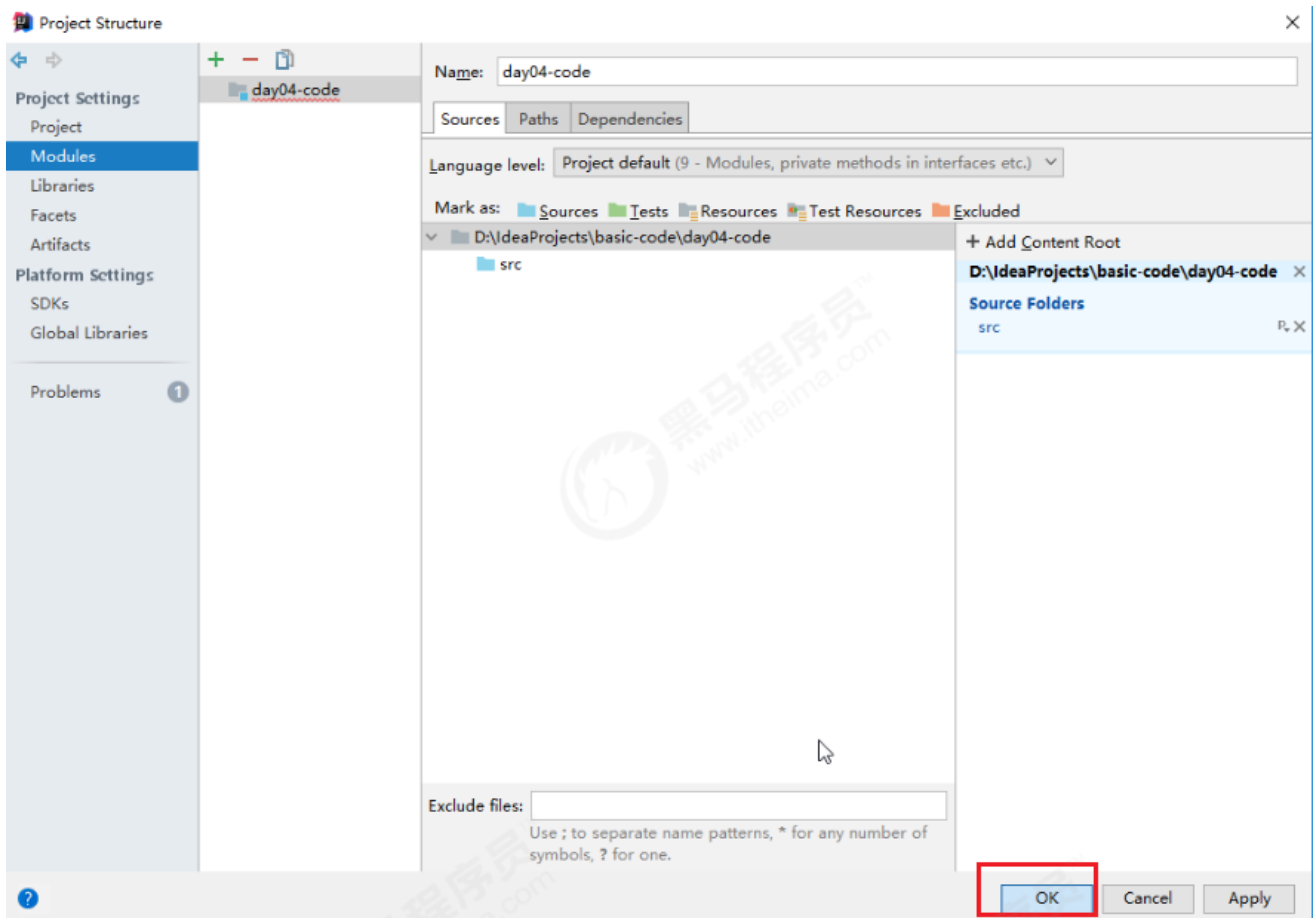 Project Structure
Project Settings
Project
Modules
Libraries
Facets
Artifacts
Platform Settings
SDKs
Global Libraries
Problems 1
day04-code
Name: day04-code
Sources Paths Dependencies
Language level: Project default (9 - Modules, private methods in interfaces etc.)
Mark as: Sources Tests Resources Test Resources Excluded
D:\IdeaProjects\basic-code\day04-code
src
+ Add Content Root
D:\IdeaProjects\basic-code\day04-code
Source Folders
src
黑马程序员™
www.itheima.com
Exclude files:
Use ; to separate name patterns, * for any number of
symbols, ? for one.
OK Cancel Apply